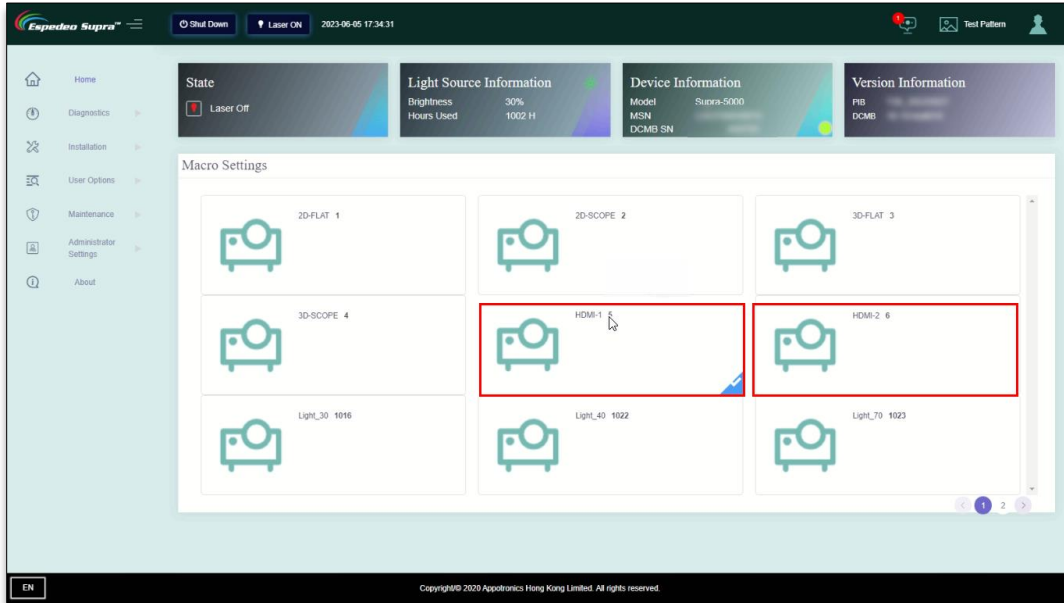 Espedeo Supra™
Shut Down
Laser ON
2023-06-05 17:34:31
1
Test Pattern
Home
Diagnostics
Installation
User Options
Maintenance
Administrator
Settings
About
State
Laser Off
Light Source Information
Brightness 30%
Hours Used 1002 H
Device Information
Model Supra-5000
MSN
DCMB SN
Version Information
PIB
DCMB
Macro Settings
2D-FLAT 1
2D-SCOPE 2
3D-FLAT 3
3D-SCOPE 4
HDMI-1 5
HDMI-2 6
Light_30 1016
Light_40 1022
Light_70 1023
< 1 2 >
EN
Copyright/© 2020 Appotronics Hong Kong Limited. All rights reserved.